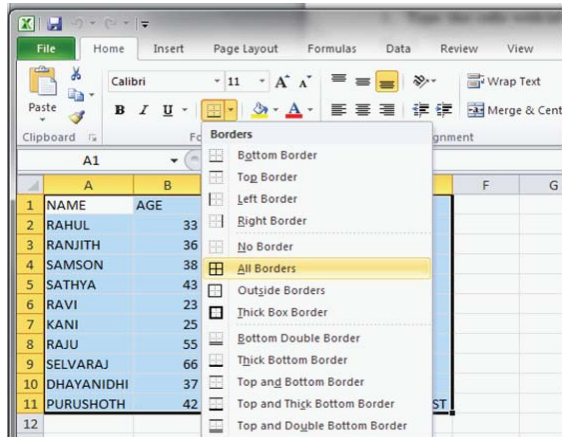 File Home Insert Page Layout Formulas Data Review View
Calibri 11 A A Wrap Text
Paste B I U A Merge & Cent
Clipboard Fo gnment
A1
Borders
Bottom Border
Top Border
Left Border
Right Border
No Border
All Borders
Outside Borders
Thick Box Border
Bottom Double Border
Thick Bottom Border
Top and Bottom Border
Top and Thick Bottom Border
Top and Double Bottom Border
A B F G
1 NAME AGE
2 RAHUL 33
3 RANJITH 36
4 SAMSON 38
5 SATHYA 43
6 RAVI 23
7 KANI 25
8 RAJU 55
9 SELVARAJ 66
10 DHAYANIDHI 37
11 PURUSHOTH 42 ST
12